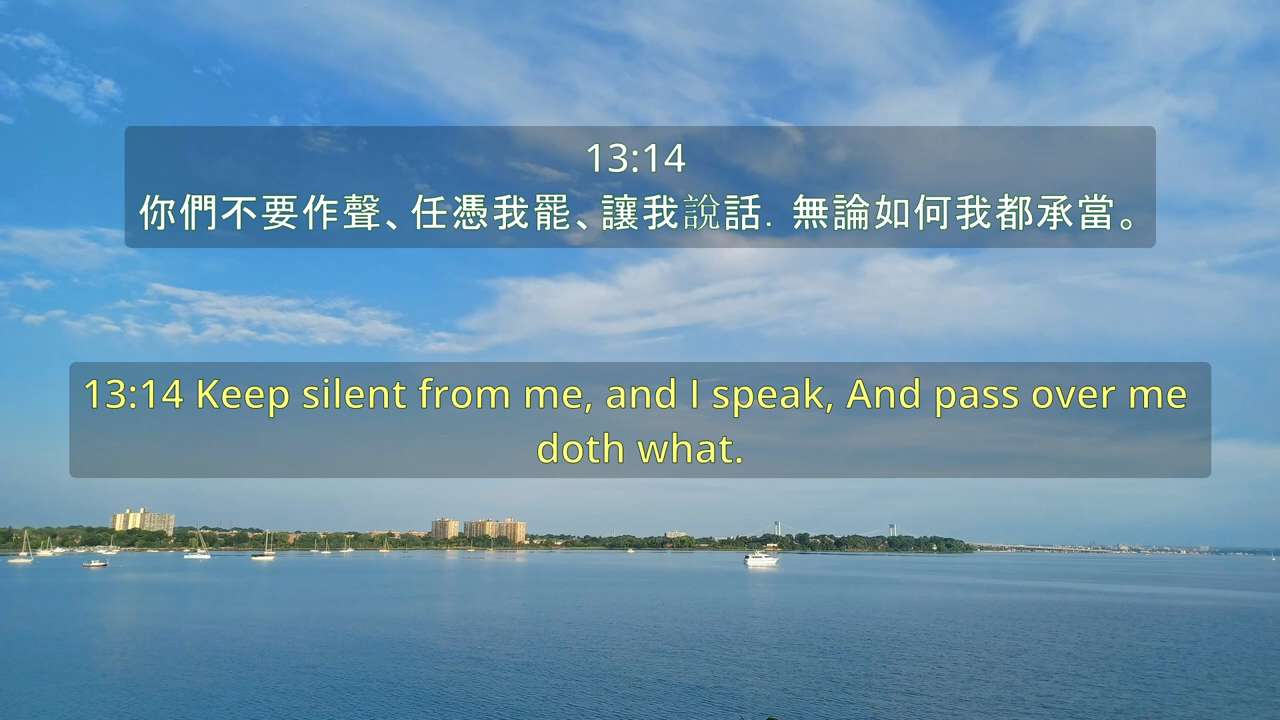 13:14
你們不要作聲、任憑我罷、讓我說話. 無論如何我都承當。
13:14 Keep silent from me, and I speak, And pass over me
doth what.